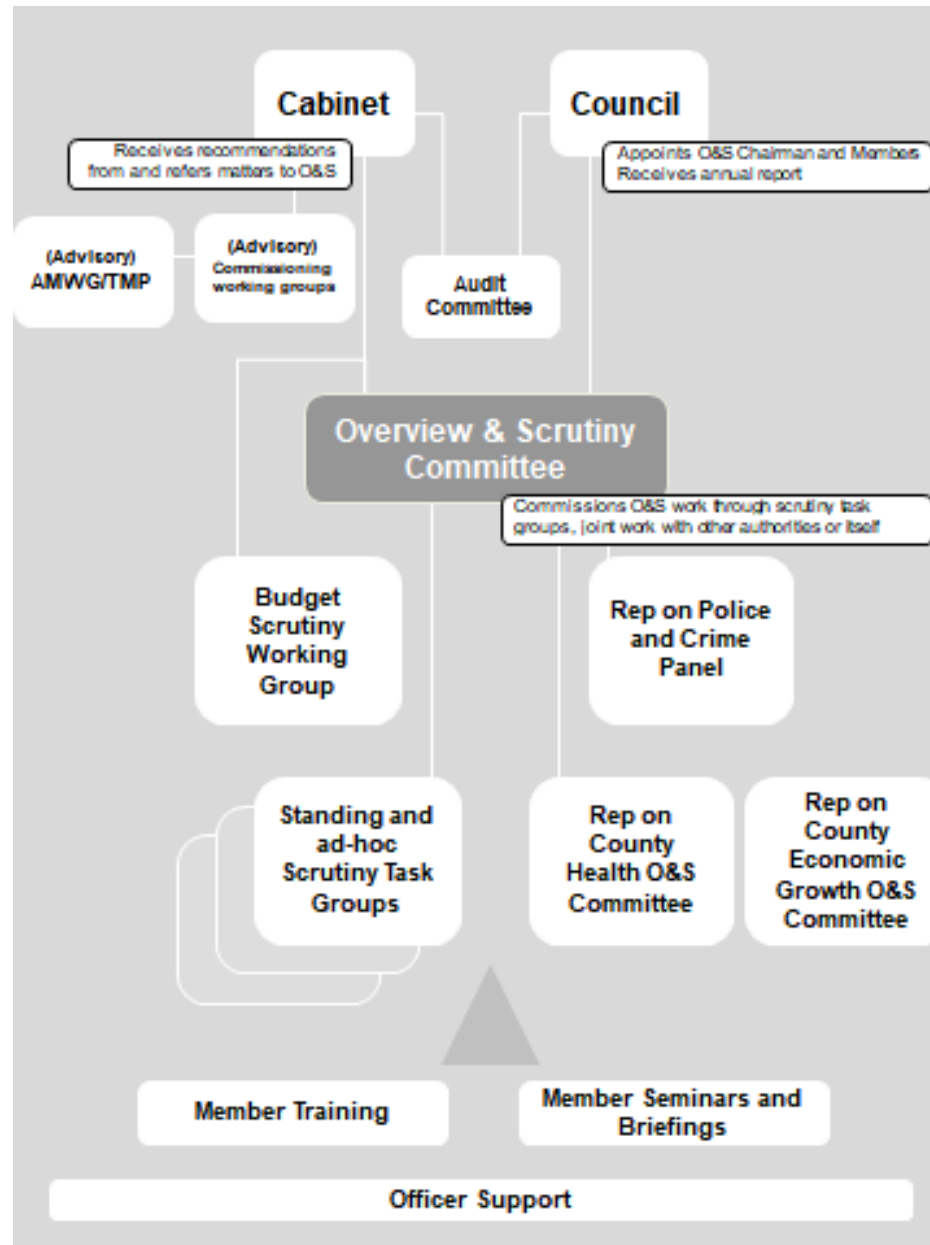 Cabinet
Council
Receives recommendations
from and refers matters to O&S
Appoints O&S Chairman and Members
Receives annual report
(Advisory)
AMWG/TMP
(Advisory)
Commissioning
working groups
Audit
Committee
Overview & Scrutiny
Committee
Commissions O&S work through scrutiny task
groups, joint work with other authorities or itself
Budget
Scrutiny
Working
Group
Rep on Police
and Crime
Panel
Standing and
ad-hoc
Scrutiny Task
Groups
Rep on
County
Health O&S
Committee
Rep on
County
Economic
Growth O&S
Committee
Member Training
Member Seminars and
Briefings
Officer Support